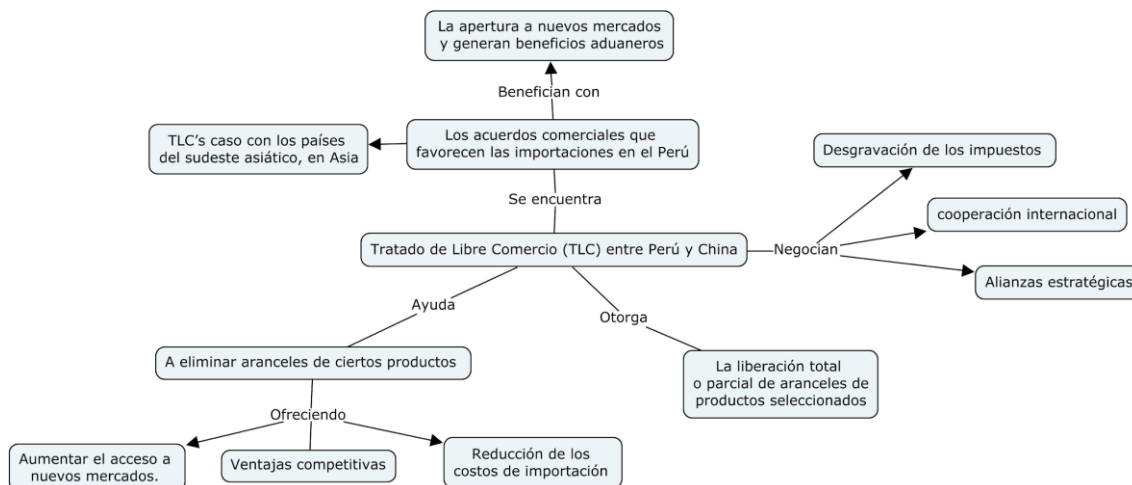 La apertura a nuevos mercados
y generan beneficios aduaneros
Benefician con
TLC's caso con los países
del sudeste asiático, en Asia
Los acuerdos comerciales que
favorecen las importaciones en el Perú
Desgravación de los impuestos
Se encuentra
cooperación internacional
Tratado de Libre Comercio (TLC) entre Perú y China
Negocian
Alianzas estratégicas
Ayuda
Otorga
A eliminar aranceles de ciertos productos
La liberación total
o parcial de aranceles de
productos seleccionados
Ofreciendo
Aumentar el acceso a
nuevos mercados.
Ventajas competitivas
Reducción de los
costos de importación